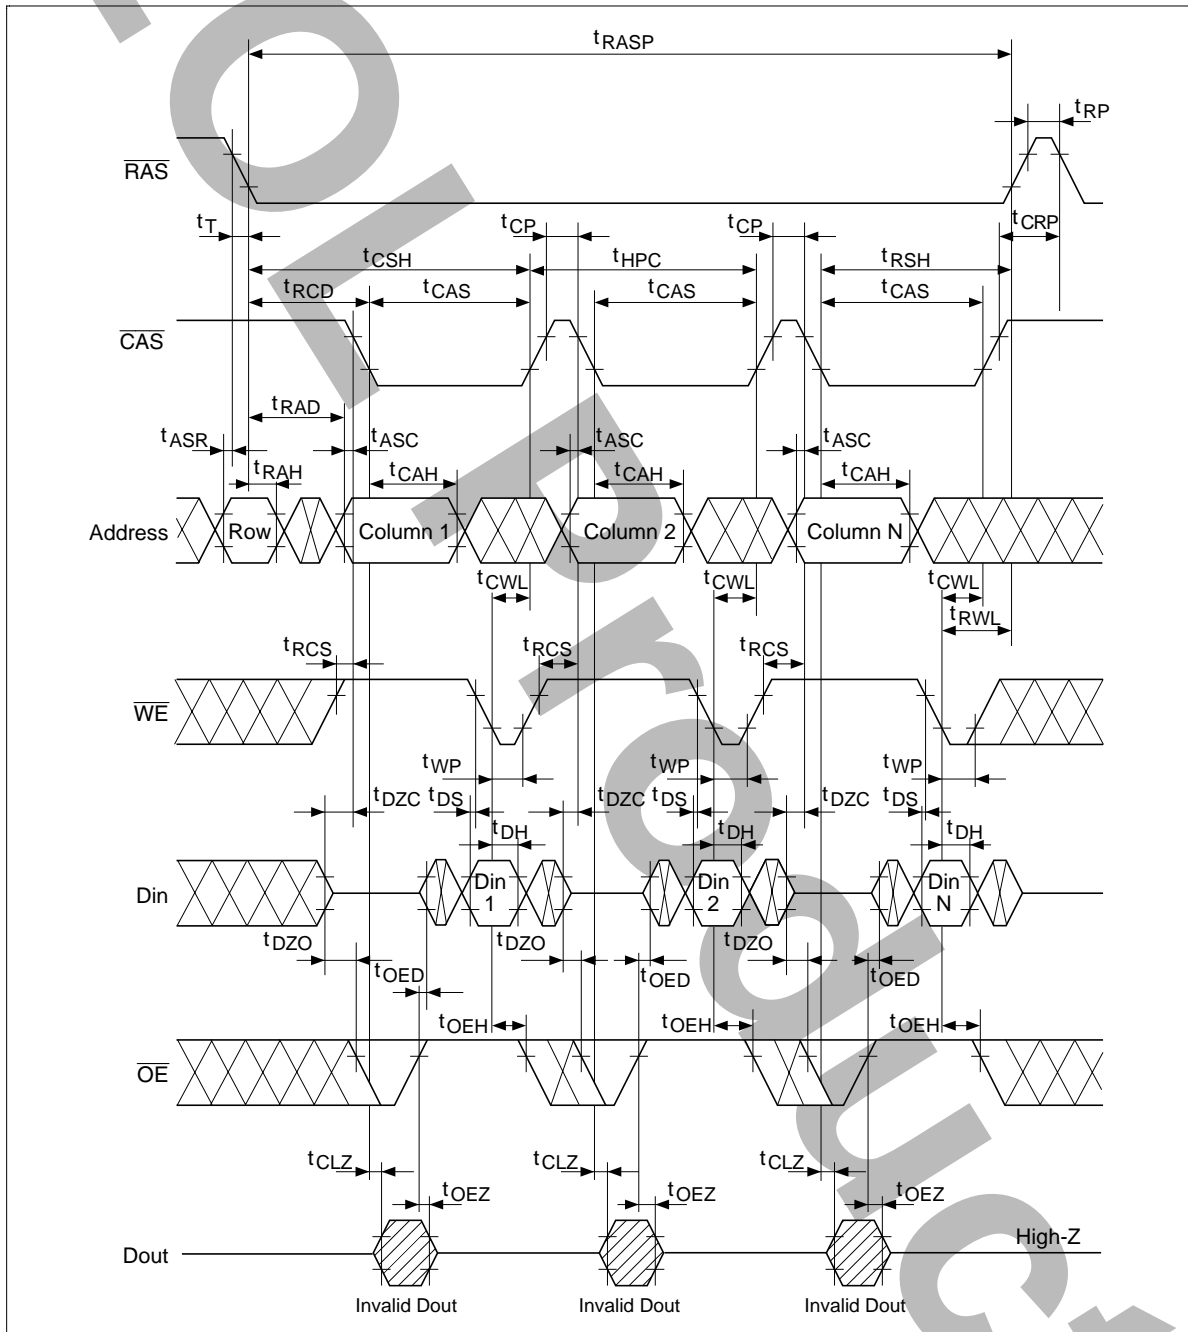 EOL Product
tRASP
tRP
RAS
tT
tCP
tCP
tCRP
tCSH
tHPC
tRSH
tRCD
tCAS
tCAS
tCAS
CAS
tRAD
tASR
tASC
tASC
tASC
tRAH
tCAH
tCAH
tCAH
Address
Row
Column 1
Column 2
Column N
tCWL
tCWL
tCWL
tRWL
tRCS
tRCS
tRCS
WE
tWP
tWP
tWP
tDZC
tDS
tDZC
tDS
tDZC
tDS
tDH
tDH
tDH
Din
Din 1
Din 2
Din N
tDZO
tDZO
tDZO
tOED
tOED
tOED
tOEH
tOEH
tOEH
OE
tCLZ
tCLZ
tCLZ
tOEZ
tOEZ
tOEZ
Dout
High-Z
Invalid Dout
Invalid Dout
Invalid Dout